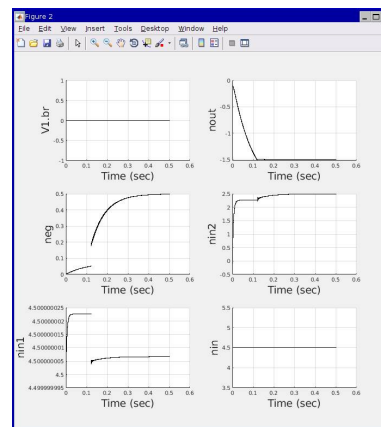 Figure 2
File Edit View Insert Tools Desktop Window Help
1
0.5
0
-0.5
-1
V1.br
0 0.1 0.2 0.3 0.4 0.5 0.6
Time (sec)
0
-0.5
-1
-1.5
nout
0 0.1 0.2 0.3 0.4 0.5 0.6
Time (sec)
0.5
0.4
0.3
0.2
0.1
0
neg
0 0.1 0.2 0.3 0.4 0.5 0.6
Time (sec)
2.5
2
1.5
1
0.5
0
-0.5
nin2
0 0.1 0.2 0.3 0.4 0.5 0.6
Time (sec)
4.500000025
4.50000002
4.500000015
4.50000001
4.500000005
4.5
4.499999995
nin1
0 0.1 0.2 0.3 0.4 0.5 0.6
Time (sec)
5.5
5
4.5
4
3.5
nin
0 0.1 0.2 0.3 0.4 0.5 0.6
Time (sec)